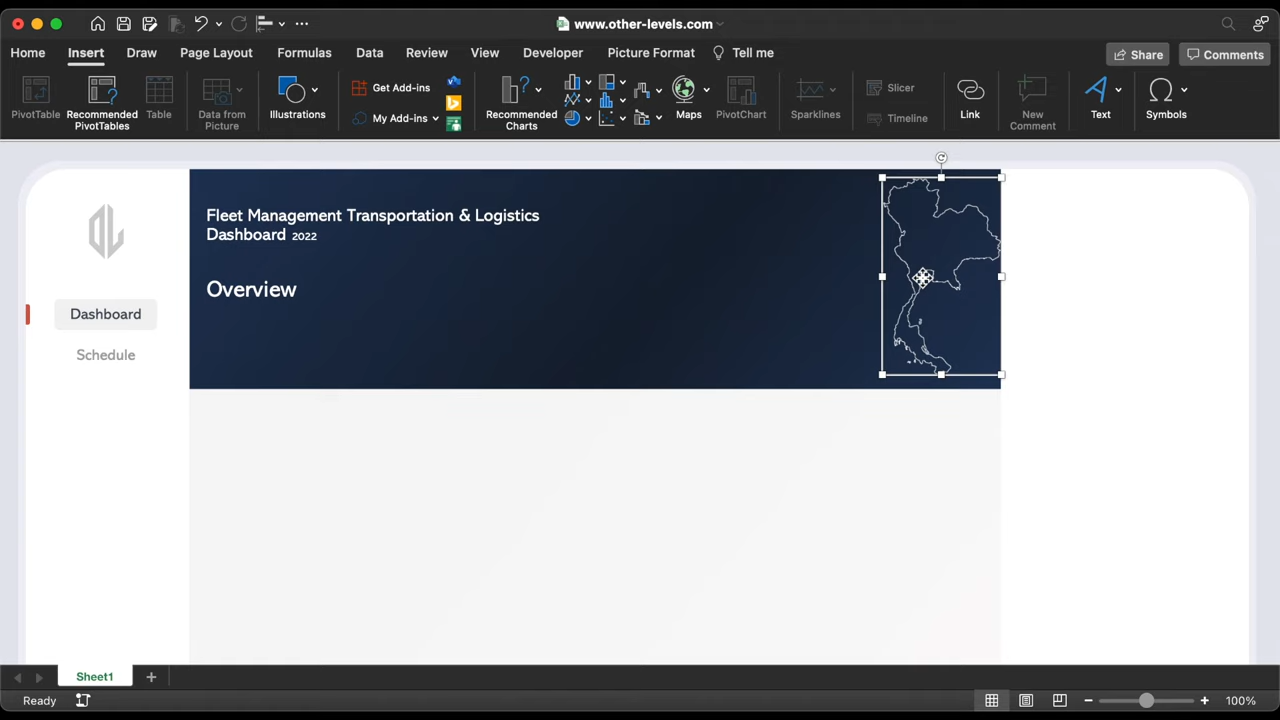 www.other-levels.com
Home Insert Draw Page Layout Formulas Data Review View Developer Picture Format Tell me Share Comments
PivotTable Recommended PivotTables Table Data from Picture Illustrations Get Add-ins My Add-ins Recommended Charts Maps PivotChart Sparklines Slicer Timeline Link New Comment Text Symbols
Fleet Management Transportation & Logistics
Dashboard 2022
Overview
Dashboard
Schedule
Sheet1
Ready 100%